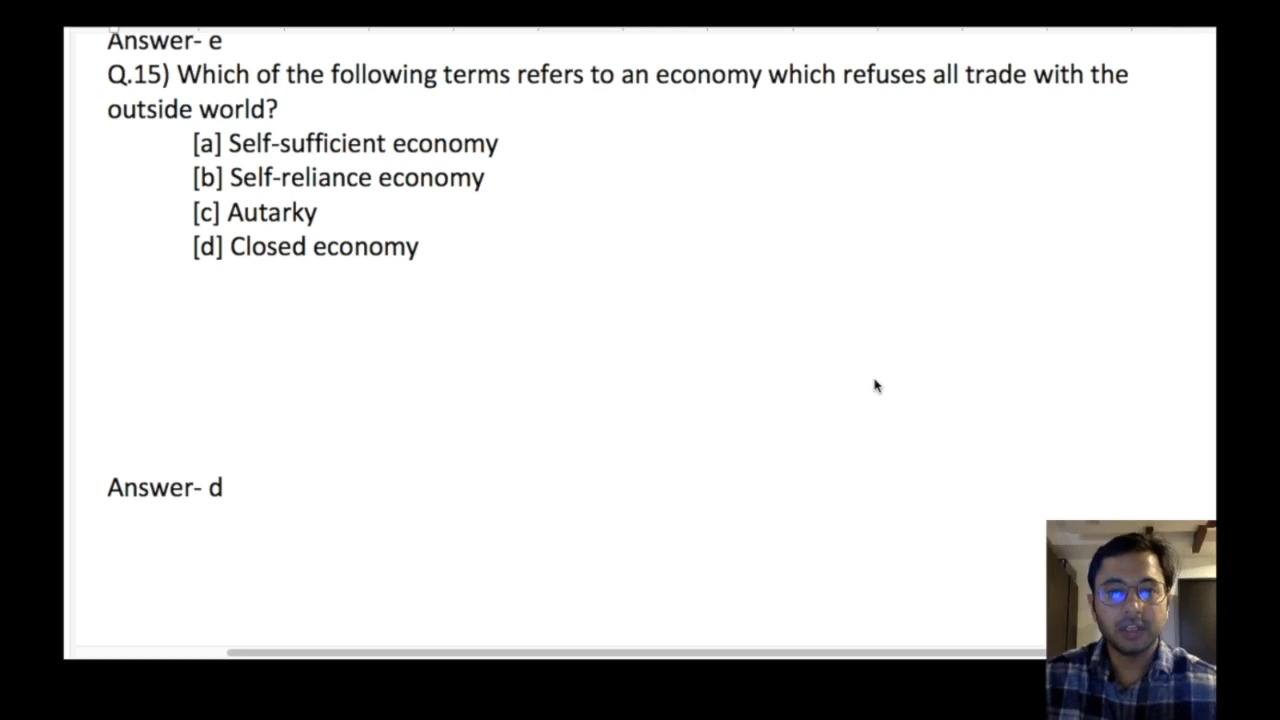 Answer- e
Q.15) Which of the following terms refers to an economy which refuses all trade with the
outside world?
[a] Self-sufficient economy
[b] Self-reliance economy
[c] Autarky
[d] Closed economy
Answer- d